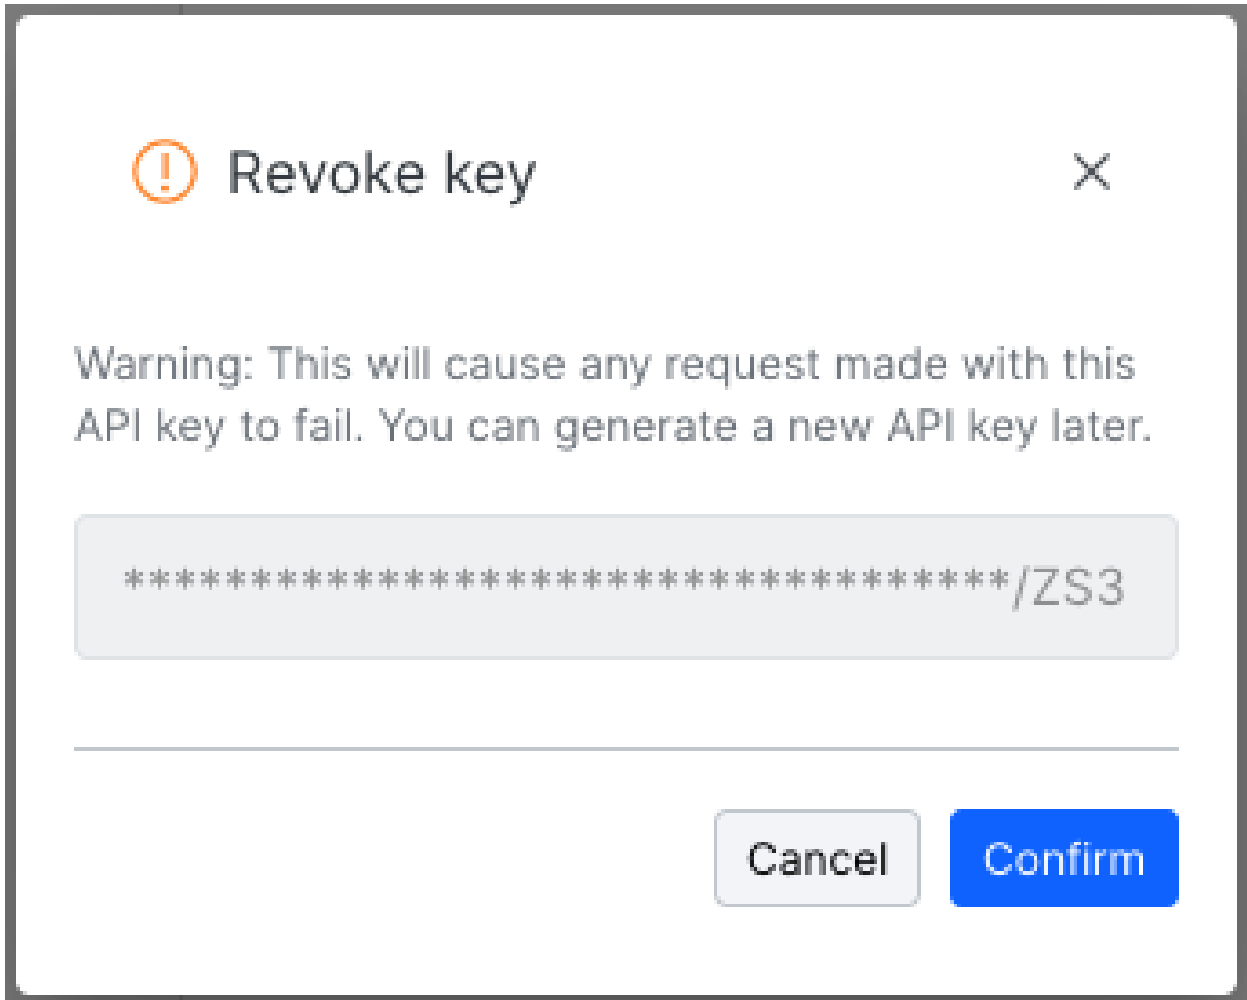 Revoke key
Warning: This will cause any request made with this
API key to fail. You can generate a new API key later.
***********************************/ZS3
Cancel
Confirm